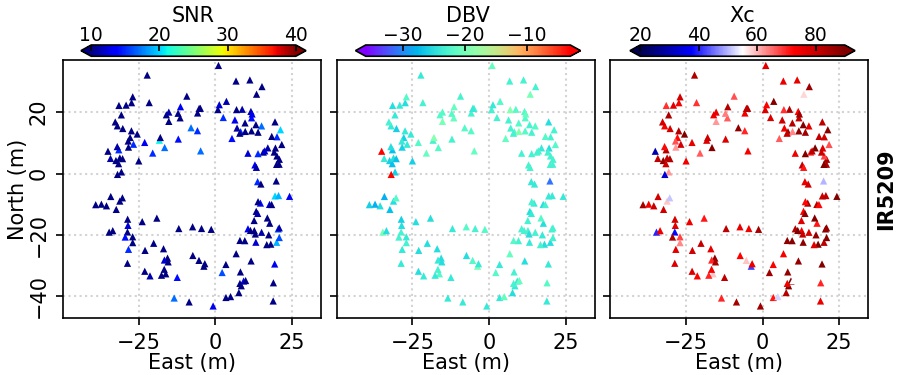 SNR DBV Xc
10 20 30 40 −30 −20 −10 20 40 60 80
North (m)
20
0
−20
−40
−25 0 25 −25 0 25 −25 0 25
East (m) East (m) East (m)
IR5209